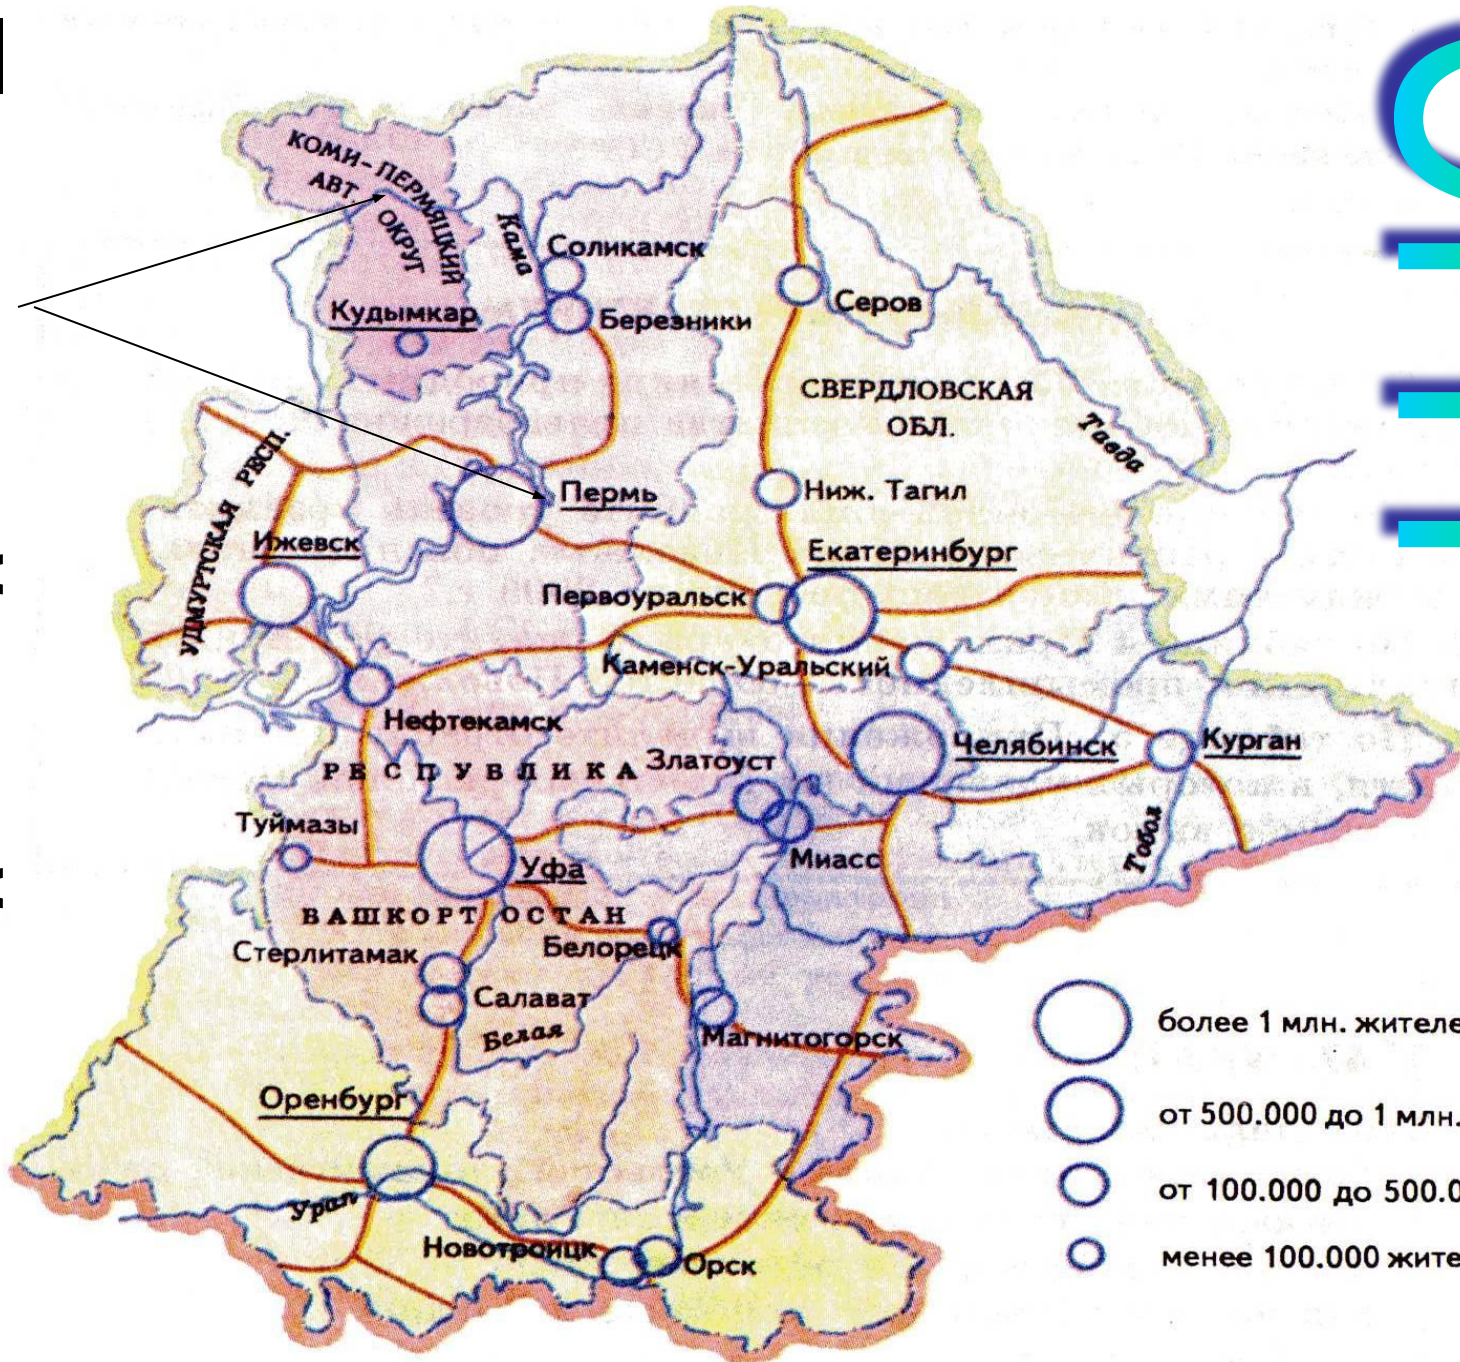 КОМИ-ПЕРМЯЦКИЙ
АВТ. ОКРУГ
Кама
Соликамск
Серов
Кудымкар
Березники
СВЕРДЛОВСКАЯ
ОБЛ.
Тавда
УДМУРТСКАЯ РЕСП.
Пермь
Ниж. Тагил
Ижевск
Екатеринбург
Первоуральск
Каменск-Уральский
Нефтекамск
Челябинск
Курган
Златоуст
РЕСПУБЛИКА
Туймазы
Миасс
Тобол
Уфа
БАШКОРТОСТАН
Стерлитамак
Белорецк
Салават
Белая
Магнитогорск
более 1 млн. жителе
Оренбург
от 500.000 до 1 млн.
Урал
от 100.000 до 500.0
Новотроицк
Орск
менее 100.000 жите